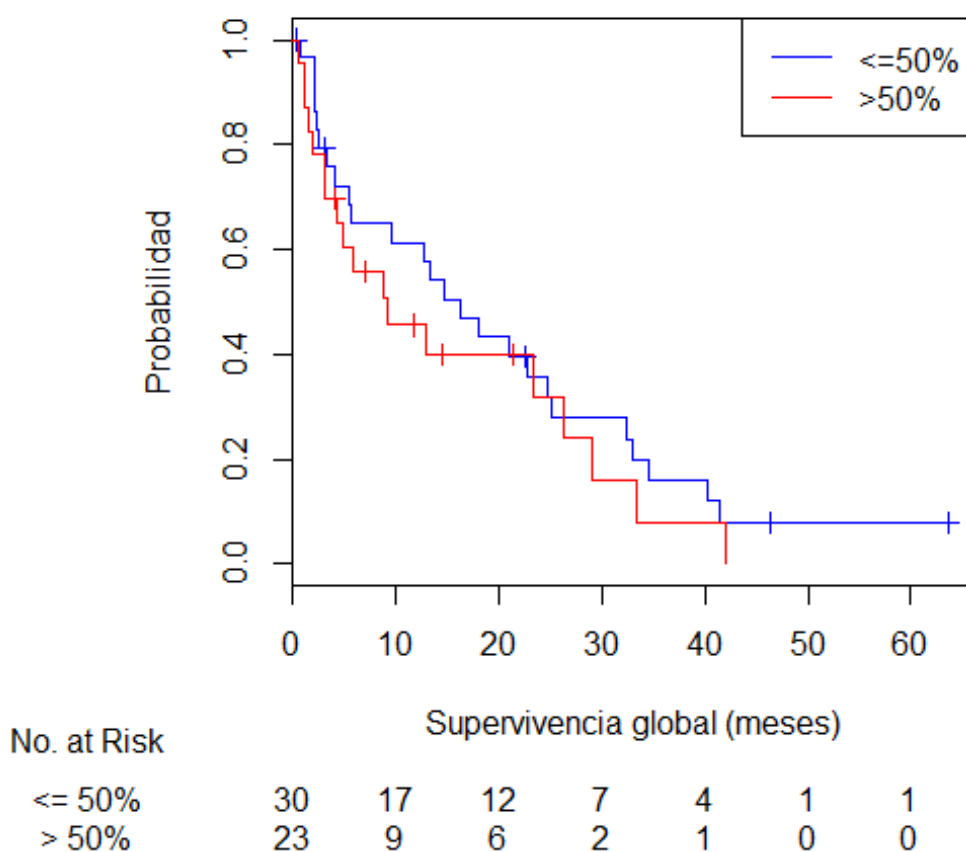 <=50%
>50%
Probabilidad
1.0
0.8
0.6
0.4
0.2
0.0
0 10 20 30 40 50 60
Supervivencia global (meses)
No. at Risk
<= 50% 30 17 12 7 4 1 1
> 50% 23 9 6 2 1 0 0